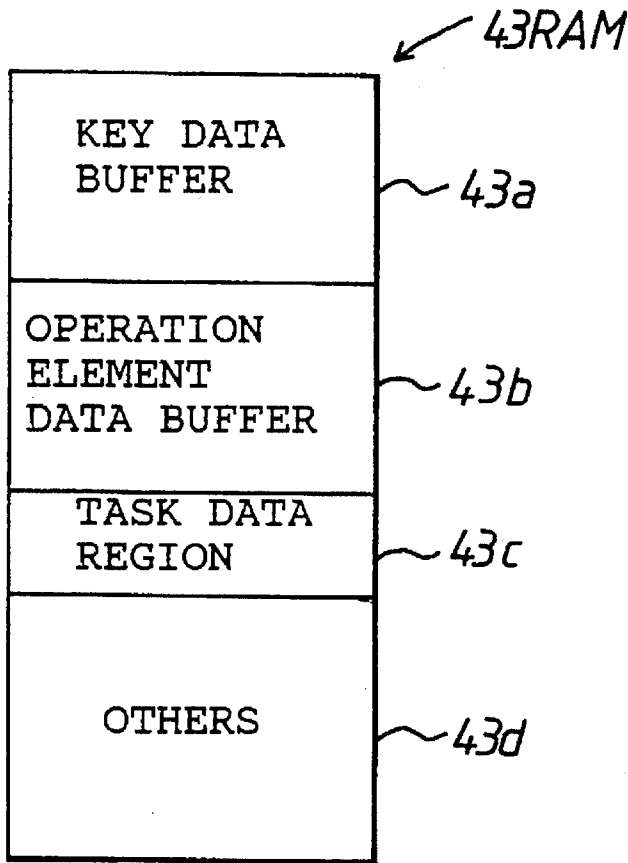 43RAM
KEY DATA
BUFFER
43a
OPERATION
ELEMENT
DATA BUFFER
43b
TASK DATA
REGION
43c
OTHERS
43d